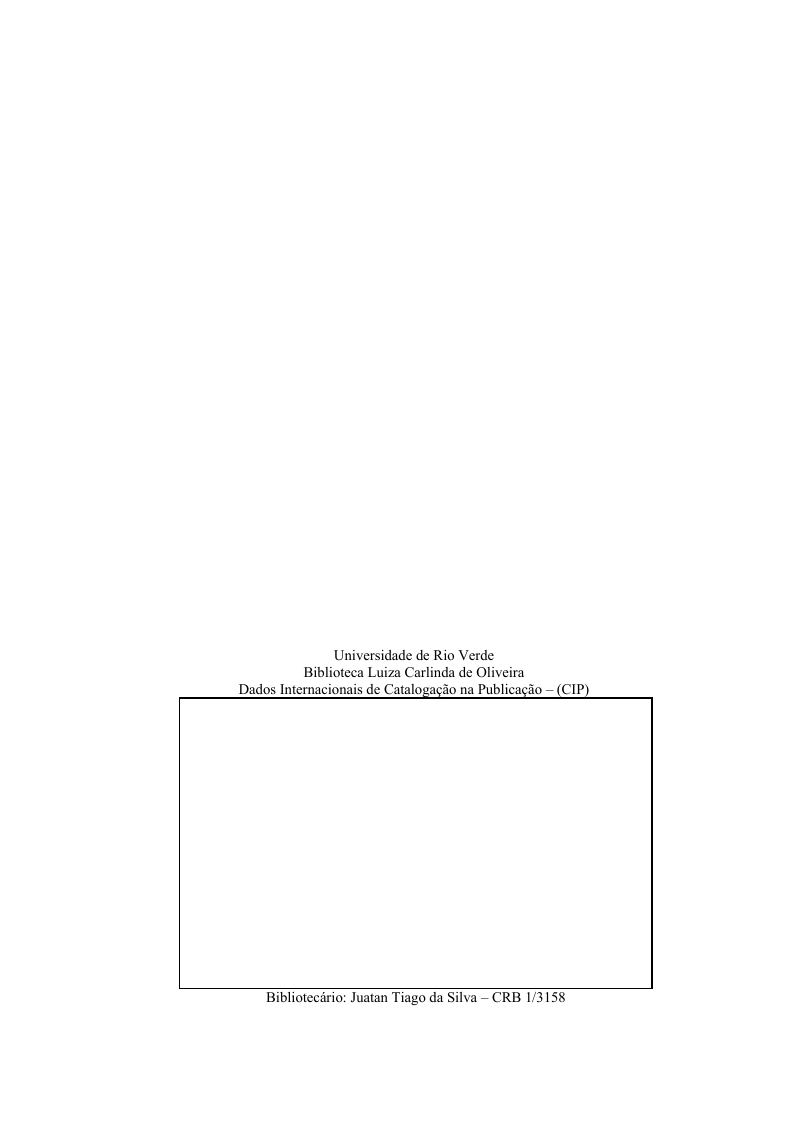 Universidade de Rio Verde
Biblioteca Luiza Carlinda de Oliveira
Dados Internacionais de Catalogação na Publicação – (CIP)
Bibliotecário: Juatan Tiago da Silva – CRB 1/3158